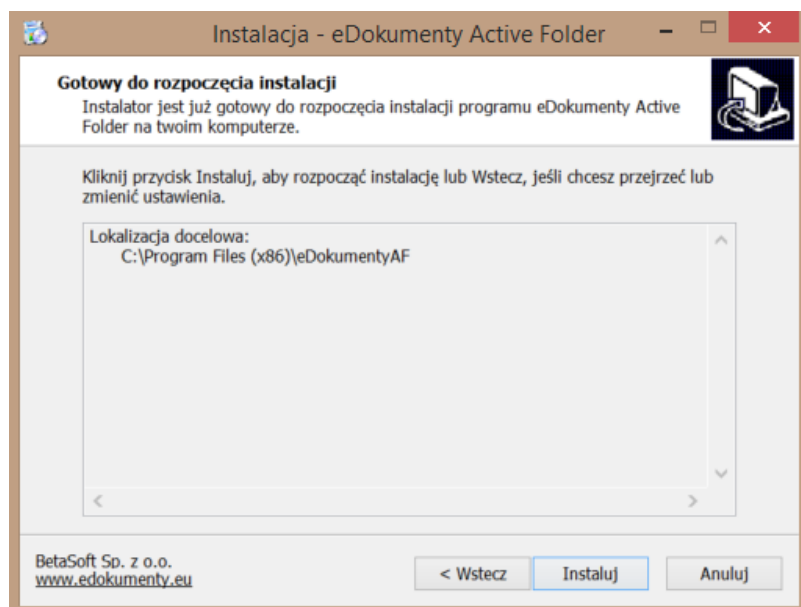 Instalacja - eDokumenty Active Folder
Gotowy do rozpoczęcia instalacji
Instalator jest już gotowy do rozpoczęcia instalacji programu eDokumenty Active
Folder na twoim komputerze.
Kliknij przycisk Instaluj, aby rozpocząć instalację lub Wstecz, jeśli chcesz przejrzeć lub
zmienić ustawienia.
Lokalizacja docelowa:
C:\Program Files (x86)\eDokumentyAF
BetaSoft Sp. z o.o.
www.edokumenty.eu
< Wstecz
Instaluj
Anuluj